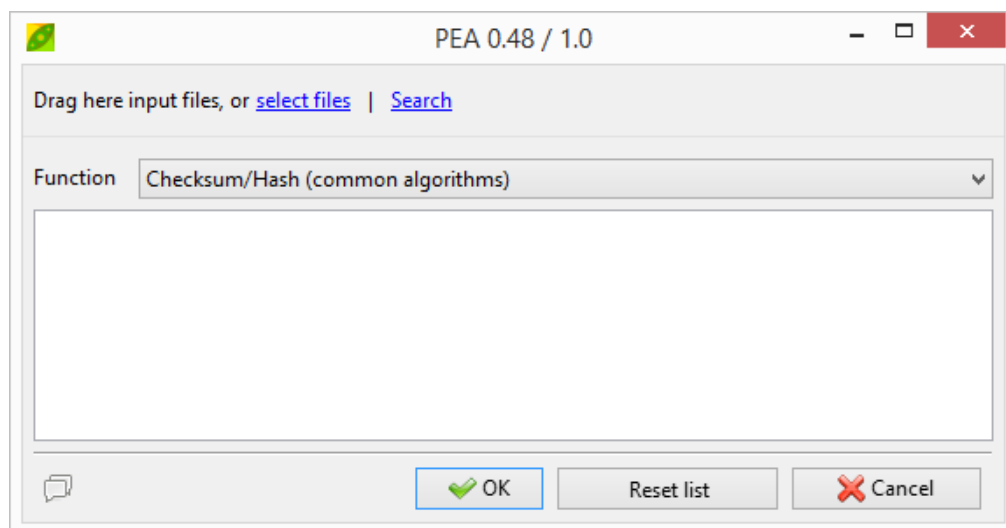 PEA 0.48 / 1.0
Drag here input files, or select files | Search
Function Checksum/Hash (common algorithms)
OK Reset list Cancel